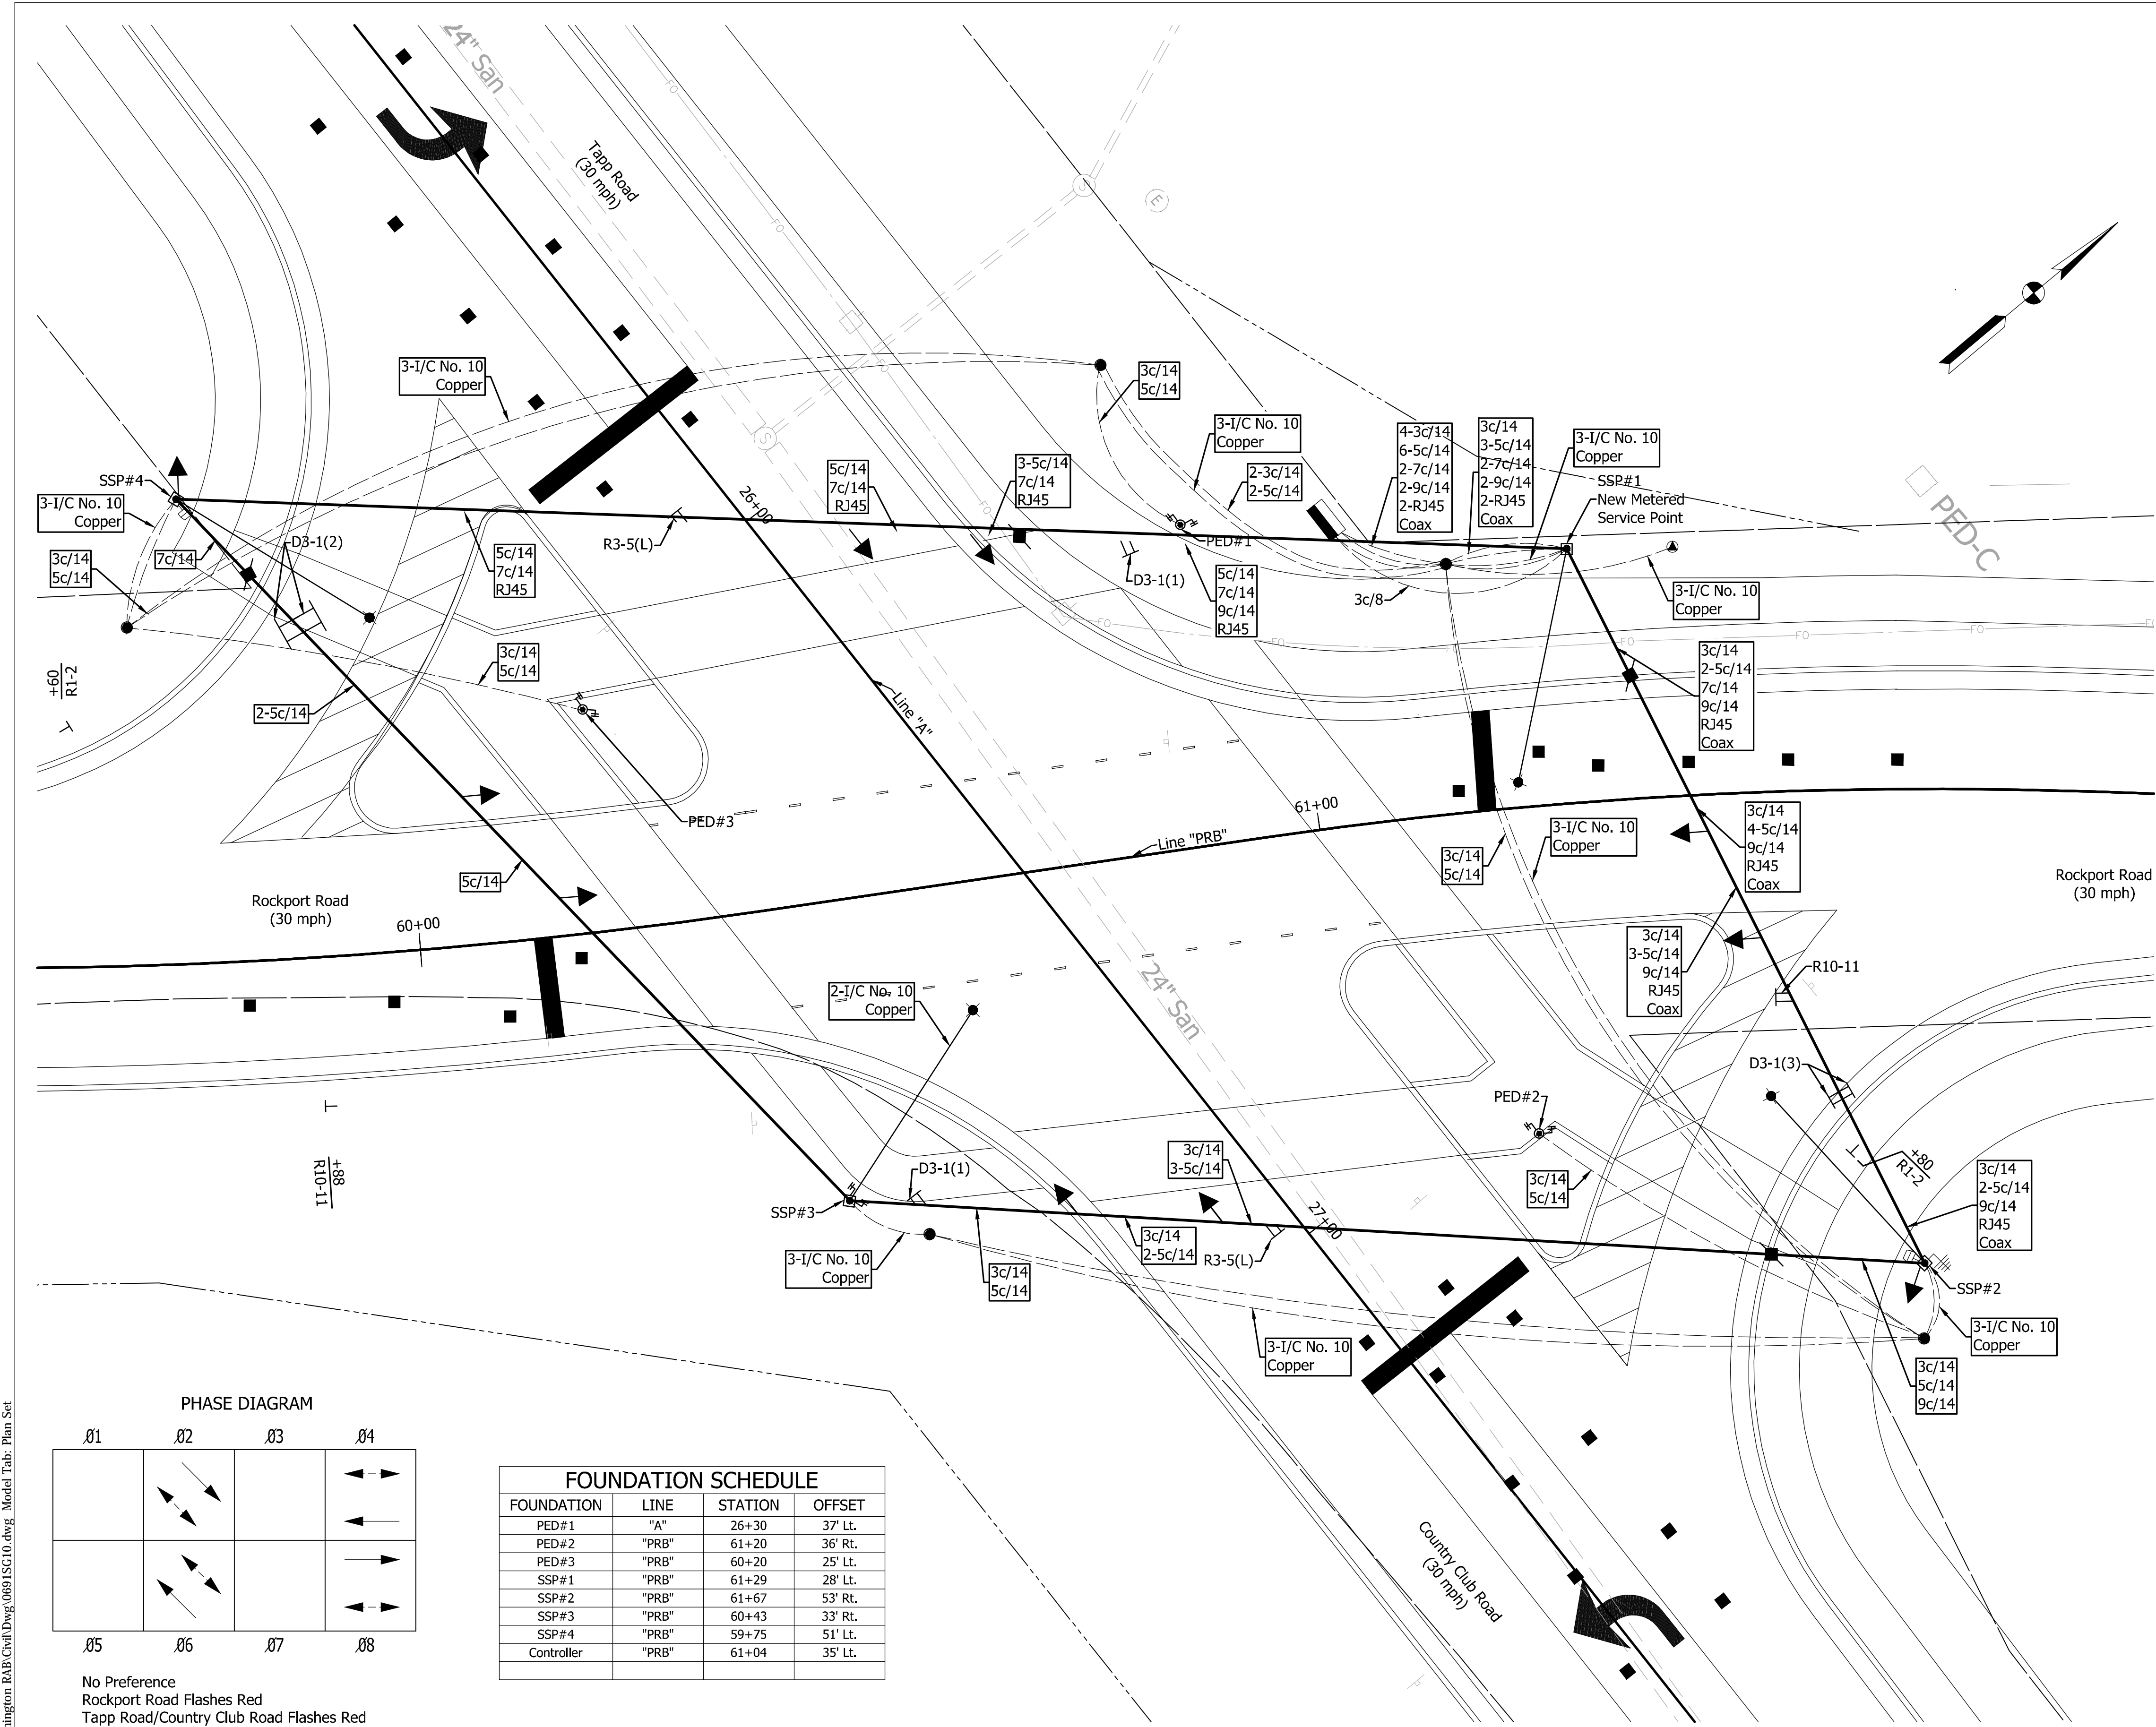 24" San
Tapp Road
(30 mph)
FO
FO
FO
FO
FO
FO
FO
FO
FO
J
E
S
3-I/C No. 10
Copper
3c/14
5c/14
3-I/C No. 10
Copper
2-3c/14
2-5c/14
4-3c/14
6-5c/14
2-7c/14
2-9c/14
2-RJ45
Coax
3c/14
3-5c/14
2-7c/14
2-9c/14
2-RJ45
Coax
3-I/C No. 10
Copper
SSP#1
New Metered
Service Point
PED-C
SSP#4
3-I/C No. 10
Copper
3c/14
5c/14
7c/14
D3-1(2)
5c/14
7c/14
RJ45
R3-5(L)
26+00
5c/14
7c/14
RJ45
3-5c/14
7c/14
RJ45
PED#1
D3-1(1)
5c/14
7c/14
9c/14
RJ45
3c/8
3-I/C No. 10
Copper
3c/14
2-5c/14
7c/14
9c/14
RJ45
Coax
+60
R1-2
3c/14
5c/14
2-5c/14
Line "A"
PED#3
61+00
Line "PRB"
3c/14
5c/14
3-I/C No. 10
Copper
3c/14
4-5c/14
9c/14
RJ45
Coax
Rockport Road
(30 mph)
5c/14
Rockport Road
(30 mph)
60+00
24" San
2-I/C No. 10
Copper
3c/14
3-5c/14
9c/14
RJ45
Coax
R10-11
D3-1(3)
PED#2
+88
R10-11
D3-1(1)
SSP#3
3c/14
3-5c/14
3c/14
5c/14
+80
R1-2
3c/14
2-5c/14
9c/14
RJ45
Coax
3-I/C No. 10
Copper
3c/14
5c/14
3c/14
2-5c/14
R3-5(L)
27+00
SSP#2
3-I/C No. 10
Copper
3-I/C No. 10
Copper
3c/14
5c/14
9c/14
Country Club Road
(30 mph)
PHASE DIAGRAM
Ø1 Ø2 Ø3 Ø4
Ø5 Ø6 Ø7 Ø8
No Preference
Rockport Road Flashes Red
Tapp Road/Country Club Road Flashes Red
FOUNDATION SCHEDULE
FOUNDATION LINE STATION OFFSET
PED#1 "A" 26+30 37' Lt.
PED#2 "PRB" 61+20 36' Rt.
PED#3 "PRB" 60+20 25' Lt.
SSP#1 "PRB" 61+29 28' Lt.
SSP#2 "PRB" 61+67 53' Rt.
SSP#3 "PRB" 60+43 33' Rt.
SSP#4 "PRB" 59+75 51' Lt.
Controller "PRB" 61+04 35' Lt.
RAB\Civil\Dwg\0691SG10.dwg Model Tab: Plan Set